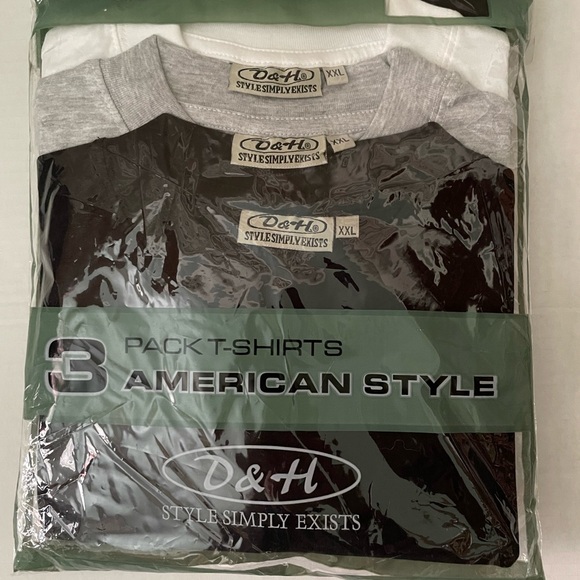 D&H®
STYLESIMPLYEXISTS
XXL
D&H®
STYLESIMPLYEXISTS
XXL
D&H®
STYLESIMPLYEXISTS
XXL
3 PACK T-SHIRTS
AMERICAN STYLE
D&H
STYLE SIMPLY EXISTS